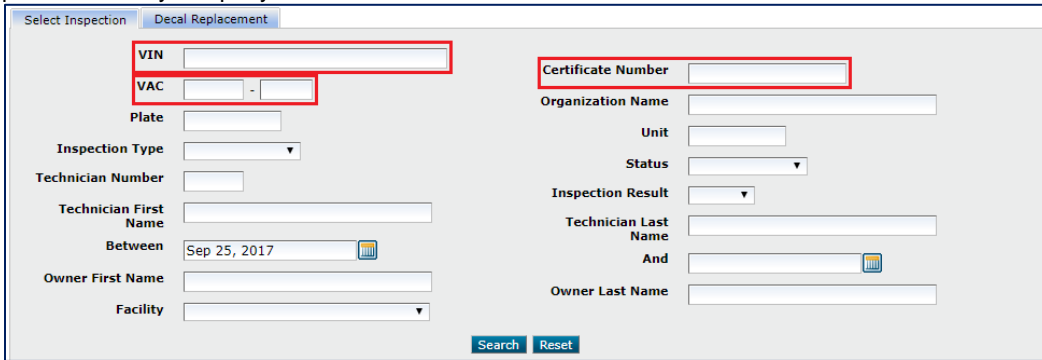 Select Inspection Decal Replacement
VIN
VAC -
Plate
Inspection Type
Technician Number
Technician First
Name
Between Sep 25, 2017
Owner First Name
Facility
Certificate Number
Organization Name
Unit
Status
Inspection Result
Technician Last
Name
And
Owner Last Name
Search Reset